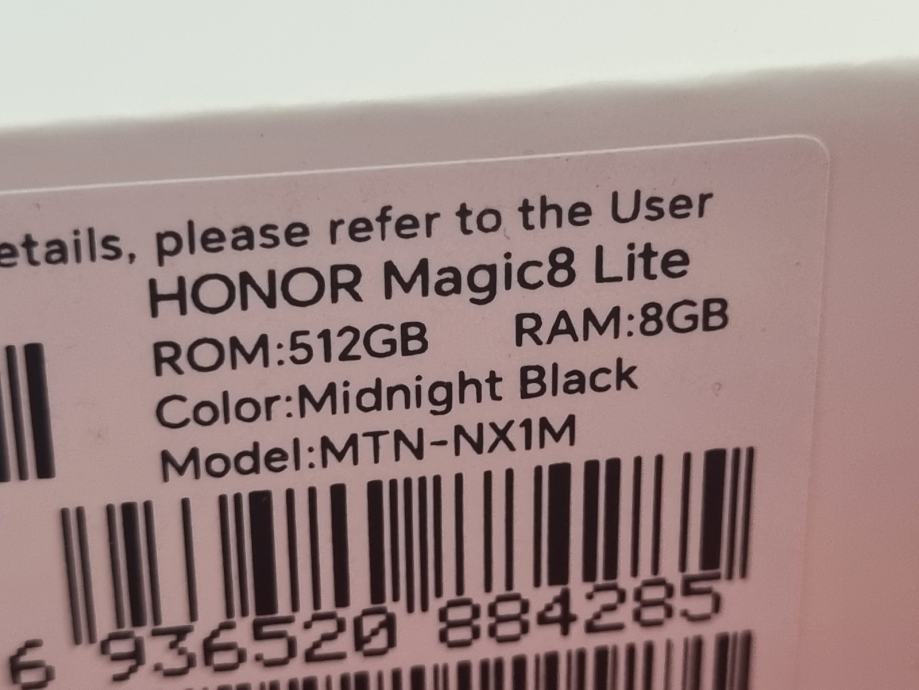 etails, please refer to the User
HONOR Magic8 Lite
ROM:512GB RAM:8GB
Color:Midnight Black
Model:MTN-NX1M
6 936520 884285